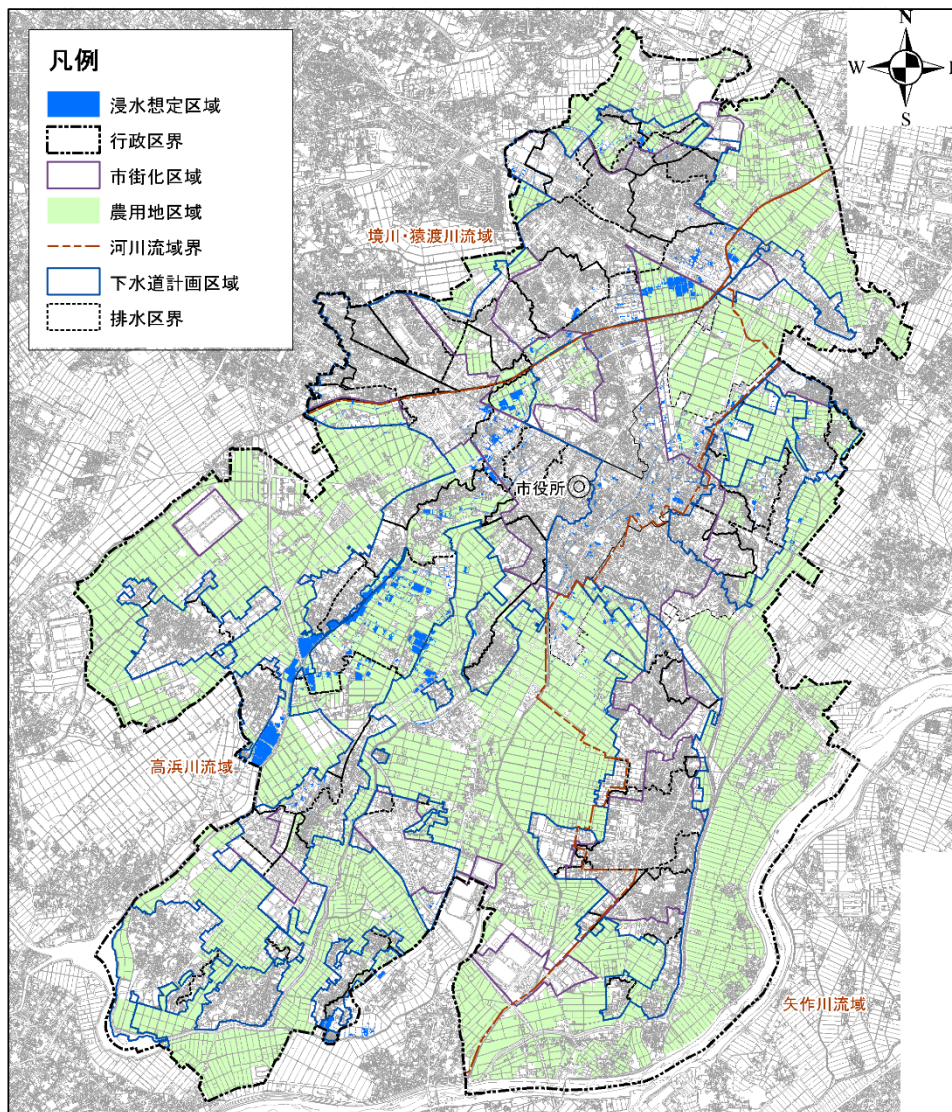 凡例
浸水想定区域
行政区界
市街化区域
農用地区域
河川流域界
下水道計画区域
排水区界
N
W
S
境川・猿渡川流域
市役所
高浜川流域
矢作川流域